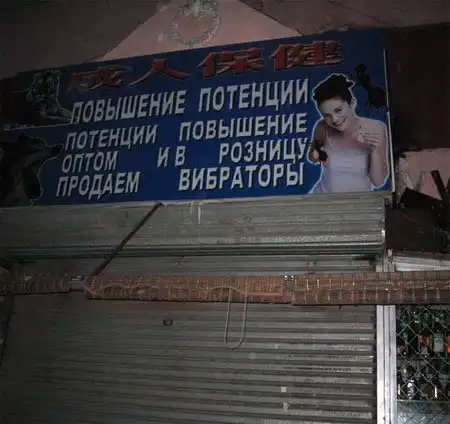 成人保健
ПОВЫШЕНИЕ ПОТЕНЦИИ
ПОТЕНЦИИ ПОВЫШЕНИЕ
ОПТОМ И В РОЗНИЦУ
ПРОДАЕМ ВИБРАТОРЫ